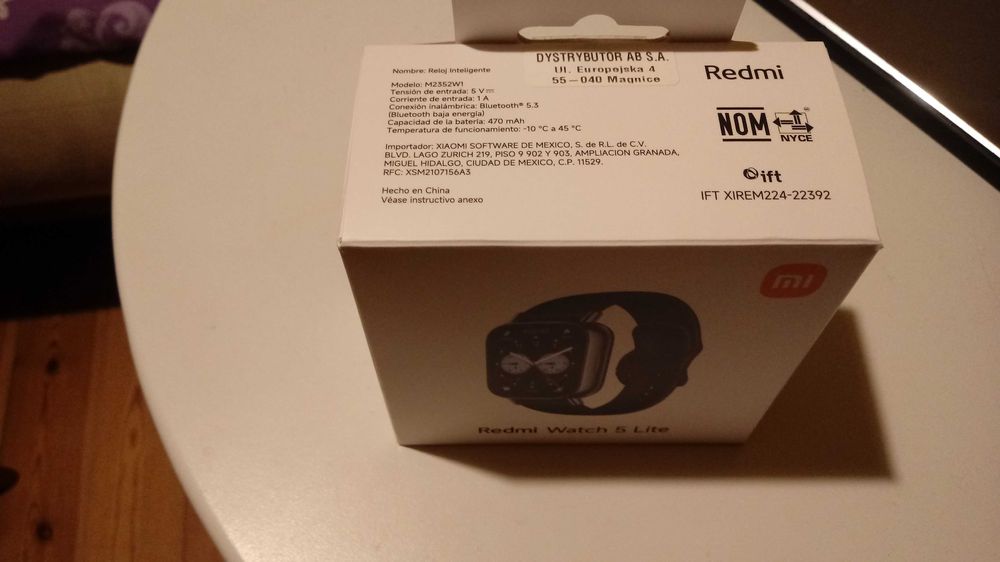 DYSTRYBUTOR AB S.A.
Ul. Europejska 4
55-040 Magnice
Redmi
Nombre: Reloj Inteligente
Modelo: M2352W1
Tensión de entrada: 5 V⎓
Corriente de entrada: 1 A
Conexión inalámbrica: Bluetooth® 5.3
(Bluetooth baja energía)
Capacidad de la batería: 470 mAh
Temperatura de funcionamiento: -10 °C a 45 °C
NOM
NYCE
Importador: XIAOMI SOFTWARE DE MEXICO, S. de R.L. de C.V.
BLVD. LAGO ZURICH 219, PISO 9 902 Y 903, AMPLIACION GRANADA,
MIGUEL HIDALGO, CIUDAD DE MEXICO, C.P. 11529.
RFC: XSM2107156A3
ift
IFT XIREM224-22392
Hecho en China
Véase instructivo anexo
mi
Redmi Watch 5 Lite